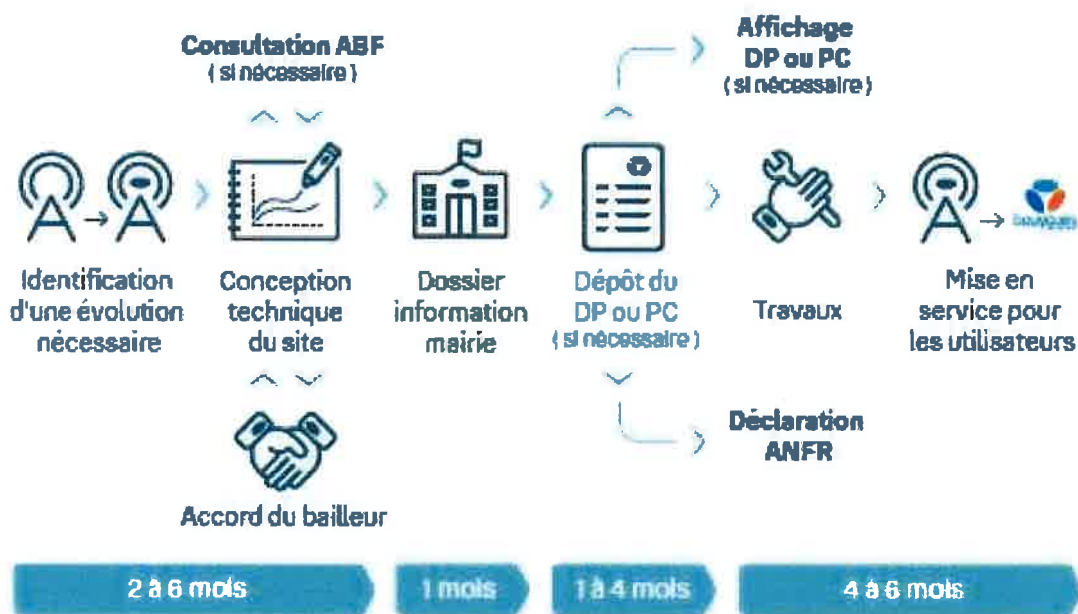 Consultation ABF
( si nécessaire )
Affichage
DP ou PC
( si nécessaire )
Identification
d'une évolution
nécessaire
Conception
technique
du site
Dossier
information
mairie
Dépôt du
DP ou PC
( si nécessaire )
Travaux
Mise en
service pour
les utilisateurs
Accord du bailleur
Déclaration
ANFR
2 à 6 mois
1 mois
1 à 4 mois
4 à 6 mois